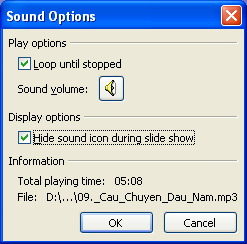 Sound Options
Play options
Loop until stopped
Sound volume:
Display options
Hide sound icon during slide show
Information
Total playing time: 05:08
File: D:\...\09._Cau_Chuyen_Dau_Nam.mp3
OK Cancel